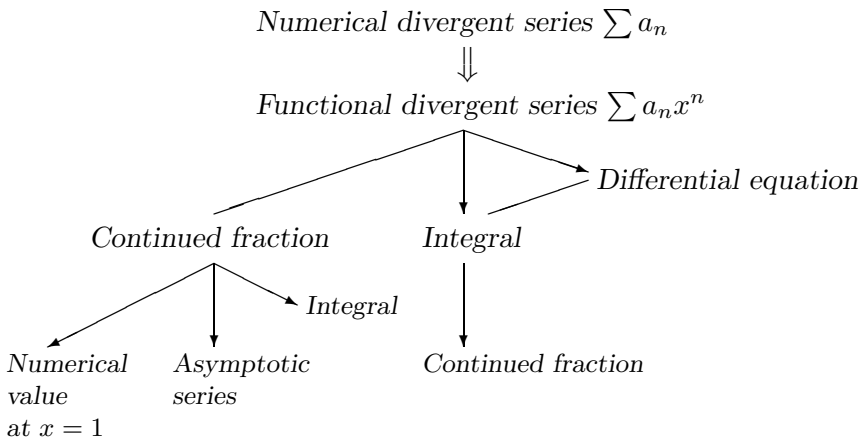 Numerical divergent series ∑ aₙ
⇓
Functional divergent series ∑ aₙxⁿ
Differential equation
Continued fraction
Integral
Integral
Numerical
value
at x = 1
Asymptotic
series
Continued fraction